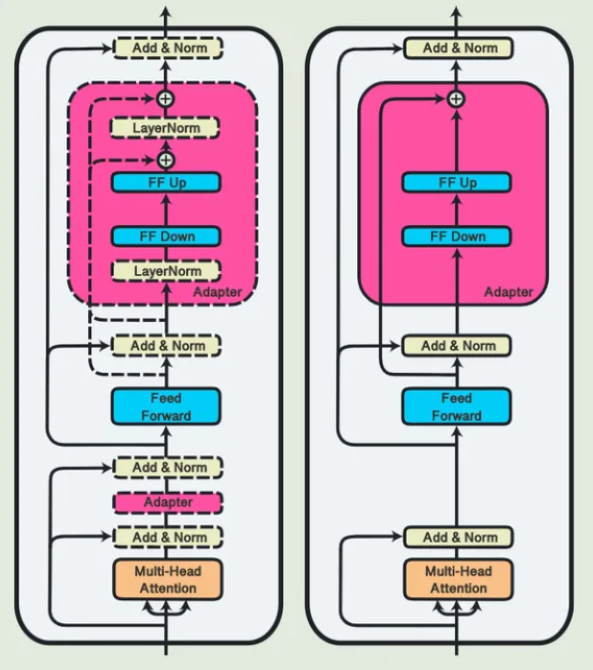 Add & Norm
LayerNorm
FF Up
FF Down
LayerNorm
Adapter
Add & Norm
Feed
Forward
Add & Norm
Adapter
Add & Norm
Multi-Head
Attention
Add & Norm
FF Up
FF Down
Adapter
Add & Norm
Feed
Forward
Add & Norm
Multi-Head
Attention